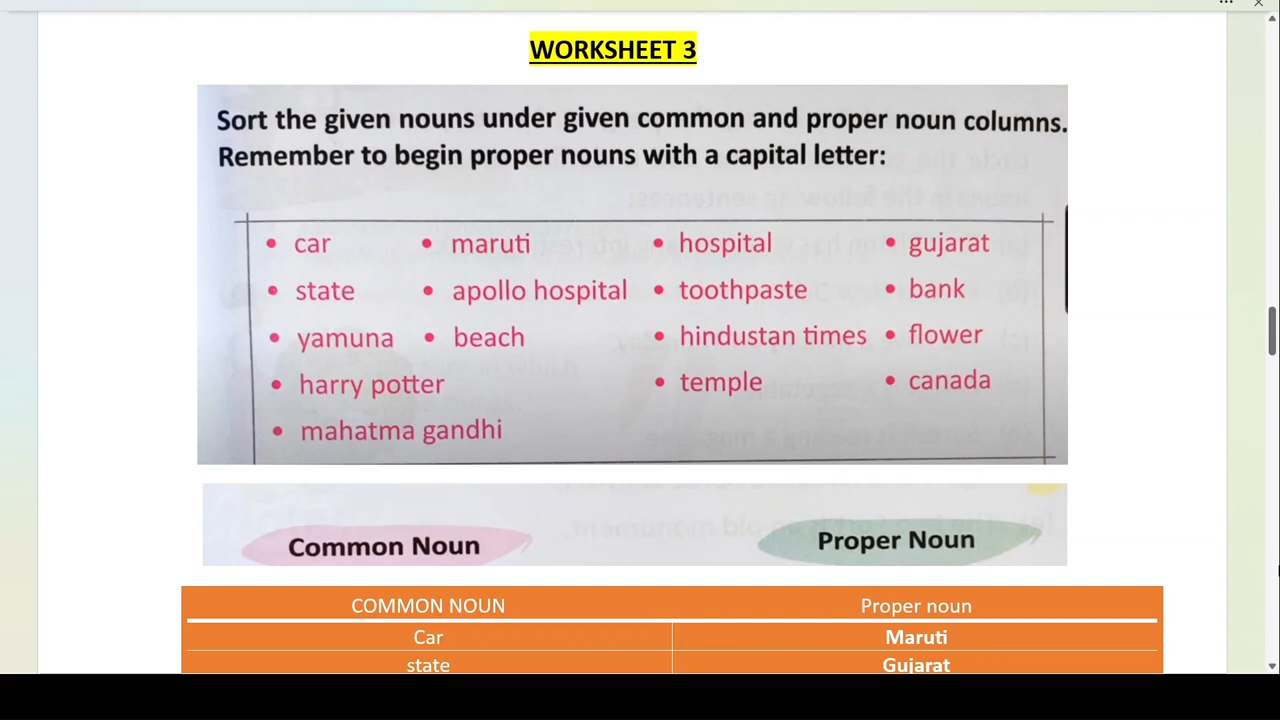 WORKSHEET 3
Sort the given nouns under given common and proper noun columns.
Remember to begin proper nouns with a capital letter:
• car • maruti • hospital • gujarat
• state • apollo hospital • toothpaste • bank
• yamuna • beach • hindustan times • flower
• harry potter • temple • canada
• mahatma gandhi
Common Noun Proper Noun
COMMON NOUN Proper noun
Car Maruti
state Gujarat